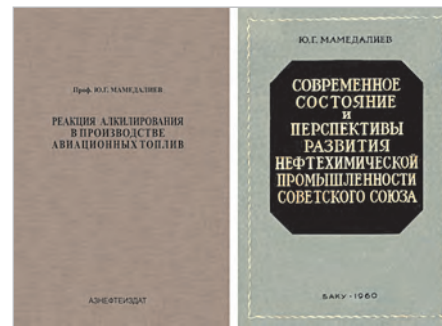 Проф. Ю.Г. МАМЕДАЛИЕВ
РЕАКЦИЯ АЛКИЛИРОВАНИЯ
В ПРОИЗВОДСТВЕ
АВИАЦИОННЫХ ТОПЛИВ
АЗНЕФТЕИЗДАТ
Ю.Г. МАМЕДАЛИЕВ
СОВРЕМЕННОЕ
СОСТОЯНИЕ
И
ПЕРСПЕКТИВЫ
РАЗВИТИЯ
НЕФТЕХИМИЧЕСКОЙ
ПРОМЫШЛЕННОСТИ
СОВЕТСКОГО СОЮЗА
БАКУ - 1960